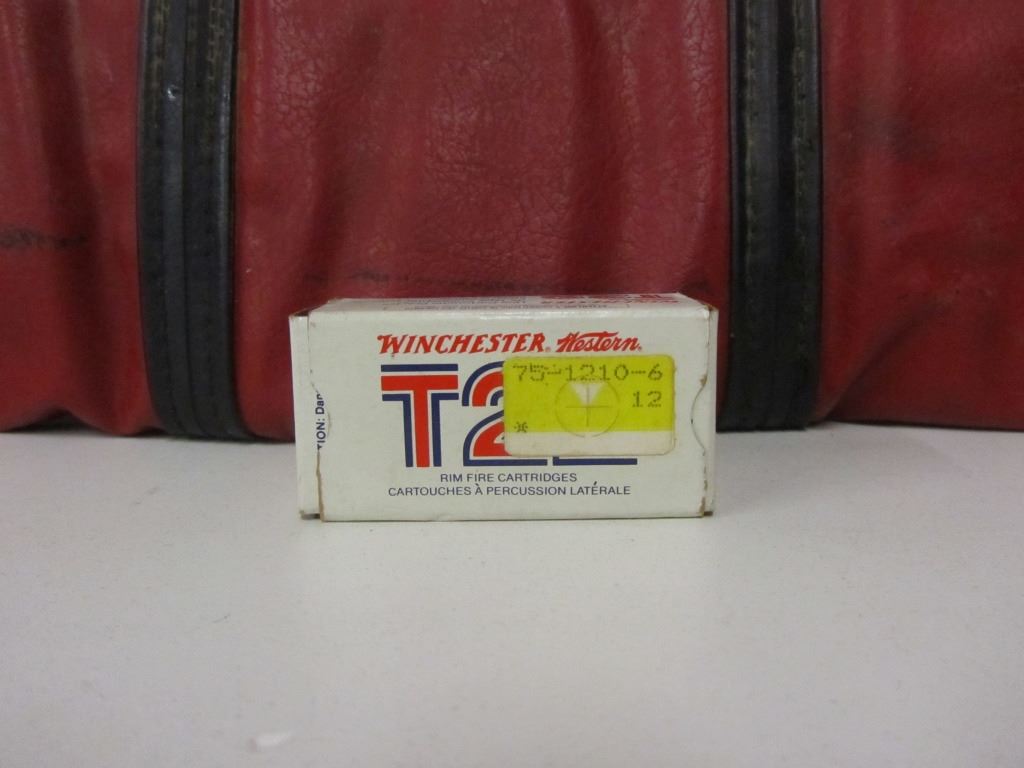 WINCHESTER Western
T22
75-1210-6
12
*
RIM FIRE CARTRIDGES
CARTOUCHES À PERCUSSION LATÉRALE